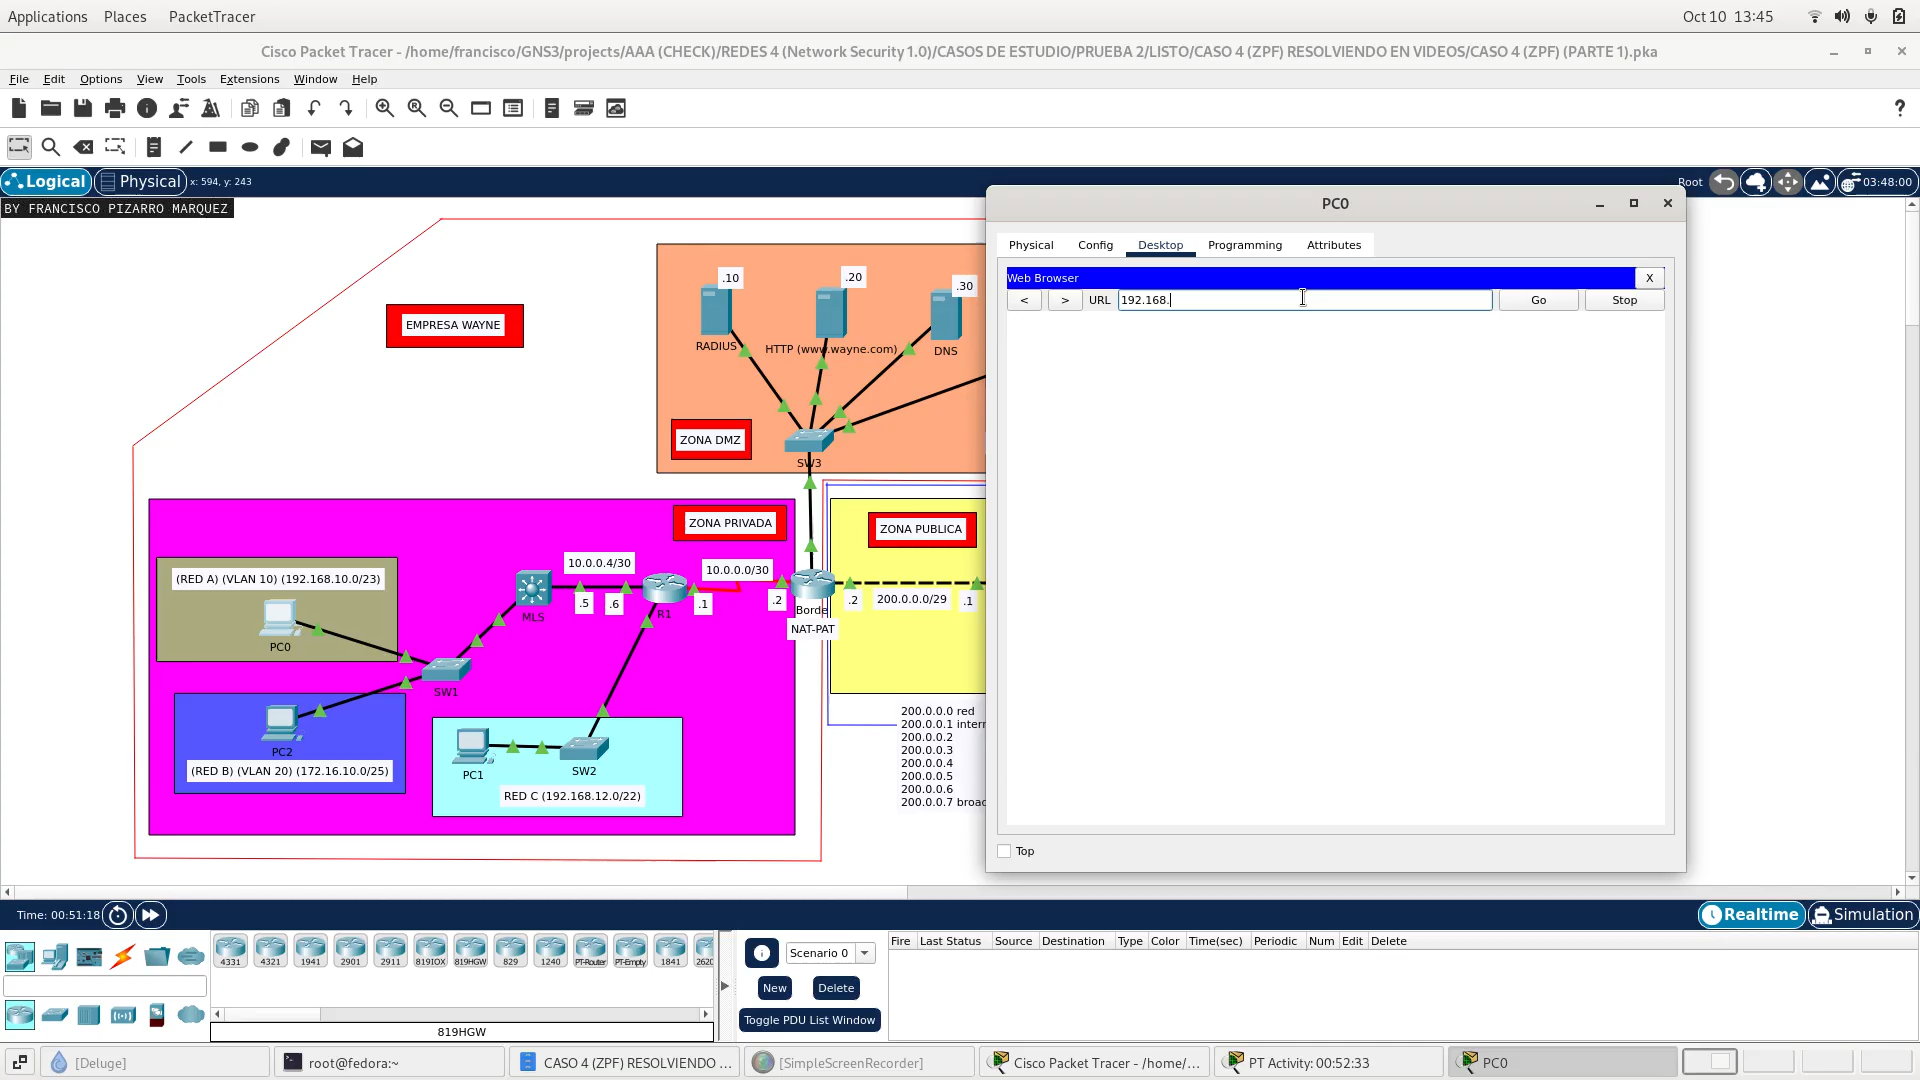 Applications Places PacketTracer Oct 10 13:45
Cisco Packet Tracer - /home/francisco/GNS3/projects/AAA (CHECK)/REDES 4 (Network Security 1.0)/CASOS DE ESTUDIO/PRUEBA 2/LISTO/CASO 4 (ZPF) RESOLVIENDO EN VIDEOS/CASO 4 (ZPF) (PARTE 1).pka
File Edit Options View Tools Extensions Window Help
Logical Physical x: 594, y: 243 Root 03:48:00
BY FRANCISCO PIZARRO MARQUEZ
PC0
Physical Config Desktop Programming Attributes
Web Browser X
< > URL 192.168. Go Stop
Top
EMPRESA WAYNE
.10
.20
.30
RADIUS
HTTP (www.wayne.com)
DNS
ZONA DMZ
SW3
ZONA PRIVADA
ZONA PUBLICA
(RED A) (VLAN 10) (192.168.10.0/23)
PC0
MLS
10.0.0.4/30
.5
.6
R1
10.0.0.0/30
.1
.2
Borde
NAT-PAT
.2
200.0.0.0/29
.1
SW1
PC2
(RED B) (VLAN 20) (172.16.10.0/25)
PC1
SW2
RED C (192.168.12.0/22)
200.0.0.0 red
200.0.0.1 intern
200.0.0.2
200.0.0.3
200.0.0.4
200.0.0.5
200.0.0.6
200.0.0.7 broad
Time: 00:51:18 Realtime Simulation
4331 4321 1941 2901 2911 819IOX 819HGW 829 1240 PT-Router PT-Empty 1841 2620
819HGW
Scenario 0
New Delete
Toggle PDU List Window
Fire Last Status Source Destination Type Color Time(sec) Periodic Num Edit Delete
[Deluge] root@fedora:~ CASO 4 (ZPF) RESOLVIENDO ... [SimpleScreenRecorder] Cisco Packet Tracer - /home/... PT Activity: 00:52:33 PC0